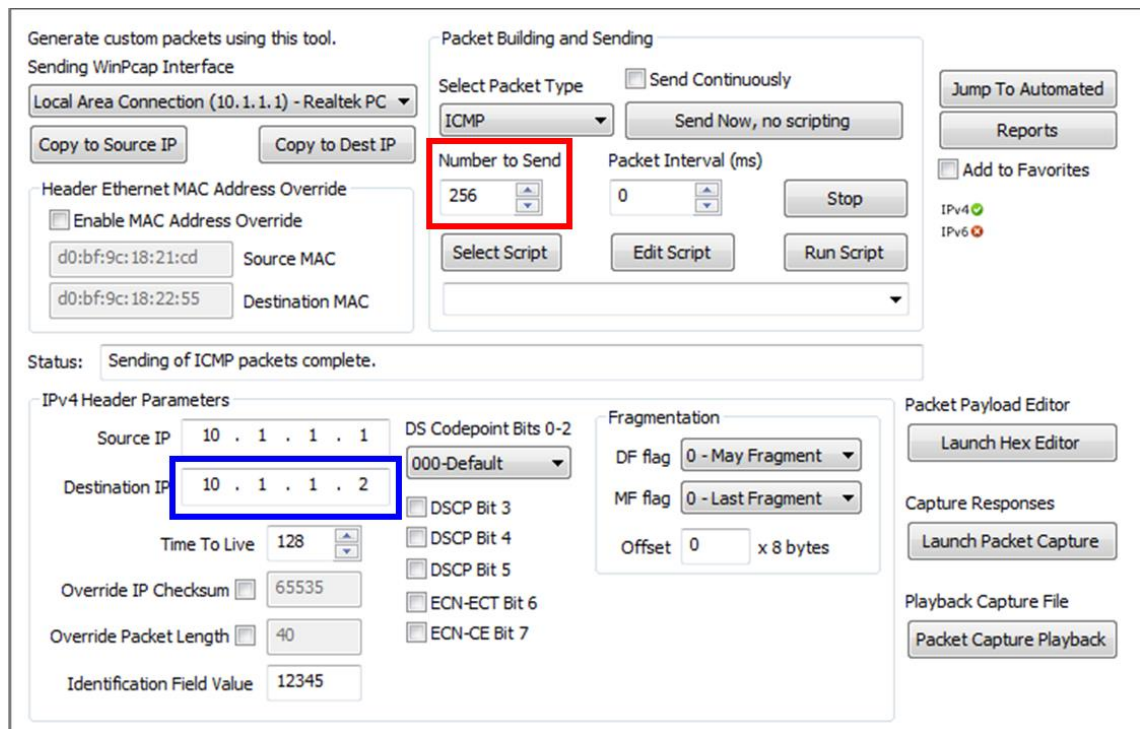 Generate custom packets using this tool.
Sending WinPcap Interface
Local Area Connection (10.1.1.1) - Realtek PC
Copy to Source IP
Copy to Dest IP
Header Ethernet MAC Address Override
Enable MAC Address Override
d0:bf:9c:18:21:cd Source MAC
d0:bf:9c:18:22:55 Destination MAC
Packet Building and Sending
Select Packet Type
Send Continuously
ICMP
Send Now, no scripting
Number to Send
Packet Interval (ms)
256
0
Stop
Select Script
Edit Script
Run Script
Jump To Automated
Reports
Add to Favorites
IPv4
IPv6
Status: Sending of ICMP packets complete.
IPv4 Header Parameters
Source IP 10 . 1 . 1 . 1
Destination IP 10 . 1 . 1 . 2
Time To Live 128
Override IP Checksum 65535
Override Packet Length 40
Identification Field Value 12345
DS Codepoint Bits 0-2
000-Default
DSCP Bit 3
DSCP Bit 4
DSCP Bit 5
ECN-ECT Bit 6
ECN-CE Bit 7
Fragmentation
DF flag 0 - May Fragment
MF flag 0 - Last Fragment
Offset 0 x 8 bytes
Packet Payload Editor
Launch Hex Editor
Capture Responses
Launch Packet Capture
Playback Capture File
Packet Capture Playback